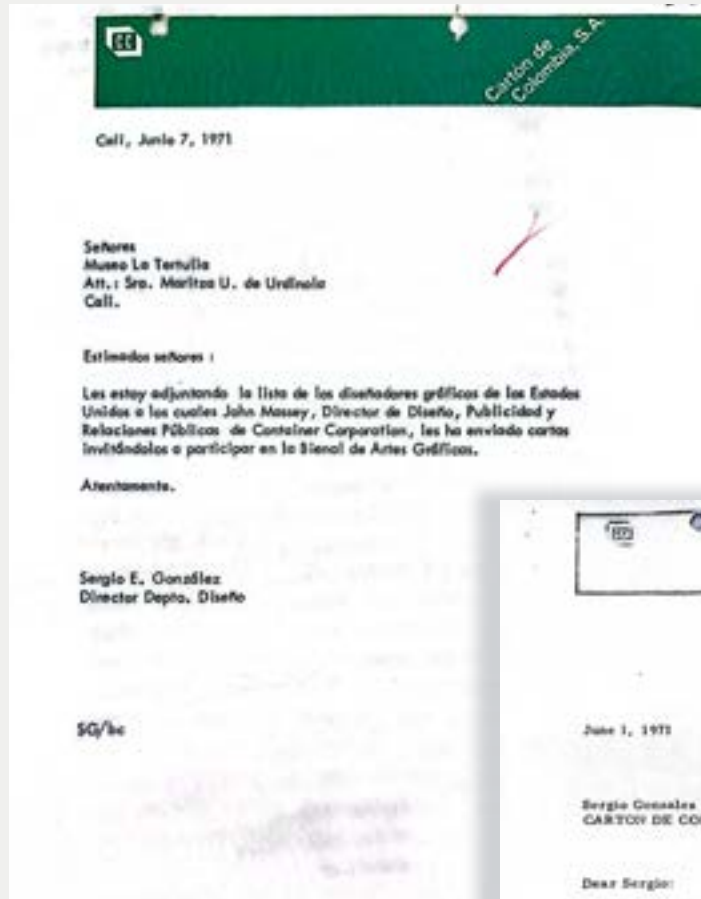 CC
Cartón de
Colombia, S.A.
Cali, Junio 7, 1971
Señores
Museo La Tertulia
Att.: Sra. Maritza U. de Urdinola
Cali.
Estimados señores :
Les estoy adjuntando la lista de los diseñadores gráficos de los Estados
Unidos a los cuales John Massey, Director de Diseño, Publicidad y
Relaciones Públicas de Container Corporation, les ha enviado cartas
invitándolos a participar en la Bienal de Artes Gráficas.
Atentamente.
Sergio E. González
Director Depto. Diseño
SG/bc
June 1, 1971
Sergio Gonzales
CARTON DE CO
Dear Sergio: